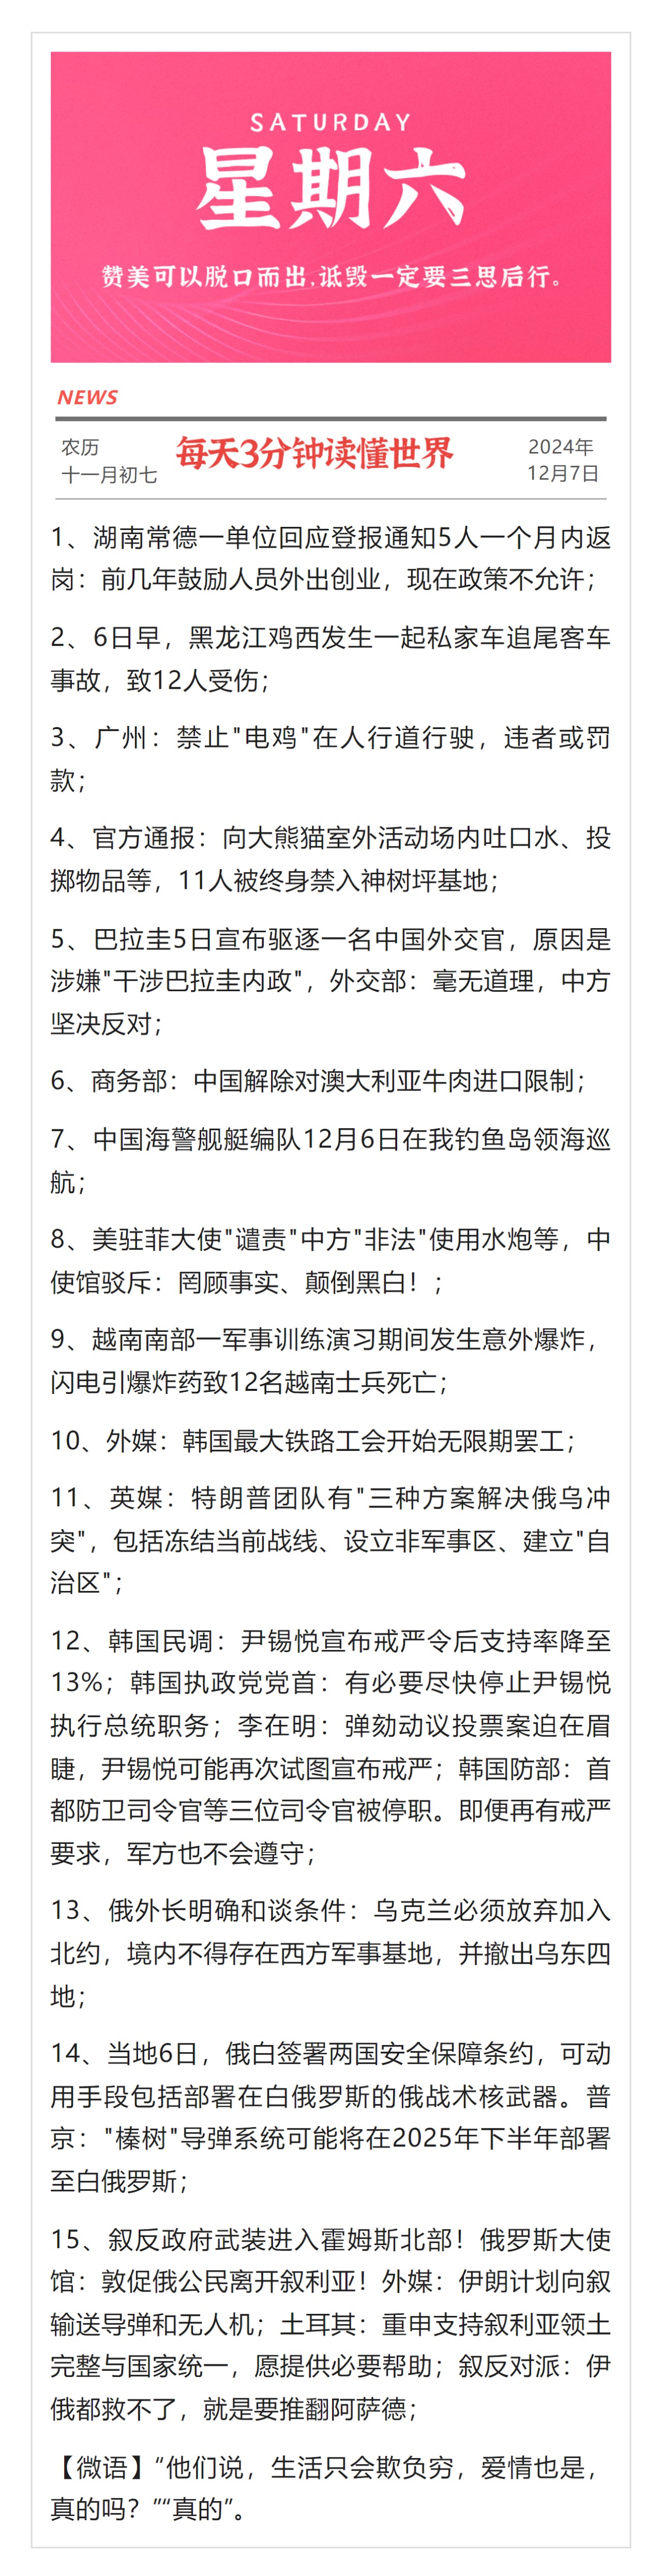 SATURDAY
星期六
赞美可以脱口而出,诋毁一定要三思后行。
NEWS
农历
十一月初七
每天3分钟读懂世界
2024年
12月7日
1、湖南常德一单位回应登报通知5人一个月内返
岗：前几年鼓励人员外出创业，现在政策不允许；
2、6日早，黑龙江鸡西发生一起私家车追尾客车
事故，致12人受伤；
3、广州：禁止"电鸡"在人行道行驶，违者或罚
款；
4、官方通报：向大熊猫室外活动场内吐口水、投
掷物品等，11人被终身禁入神树坪基地；
5、巴拉圭5日宣布驱逐一名中国外交官，原因是
涉嫌"干涉巴拉圭内政"，外交部：毫无道理，中方
坚决反对；
6、商务部：中国解除对澳大利亚牛肉进口限制；
7、中国海警舰艇编队12月6日在我钓鱼岛领海巡
航；
8、美驻菲大使"谴责"中方"非法"使用水炮等，中
使馆驳斥：罔顾事实、颠倒黑白！；
9、越南南部一军事训练演习期间发生意外爆炸，
闪电引爆炸药致12名越南士兵死亡；
10、外媒：韩国最大铁路工会开始无限期罢工；
11、英媒：特朗普团队有"三种方案解决俄乌冲
突"，包括冻结当前战线、设立非军事区、建立"自
治区"；
12、韩国民调：尹锡悦宣布戒严令后支持率降至
13%；韩国执政党党首：有必要尽快停止尹锡悦
执行总统职务；李在明：弹劾动议投票案迫在眉
睫，尹锡悦可能再次试图宣布戒严；韩国防部：首
都防卫司令官等三位司令官被停职。即便再有戒严
要求，军方也不会遵守；
13、俄外长明确和谈条件：乌克兰必须放弃加入
北约，境内不得存在西方军事基地，并撤出乌东四
地；
14、当地6日，俄白签署两国安全保障条约，可动
用手段包括部署在白俄罗斯的俄战术核武器。普
京："榛树"导弹系统可能将在2025年下半年部署
至白俄罗斯；
15、叙反政府武装进入霍姆斯北部！俄罗斯大使
馆：敦促俄公民离开叙利亚！外媒：伊朗计划向叙
输送导弹和无人机；土耳其：重申支持叙利亚领土
完整与国家统一，愿提供必要帮助；叙反对派：伊
俄都救不了，就是要推翻阿萨德；
【微语】“他们说，生活只会欺负穷，爱情也是，
真的吗？”“真的”。